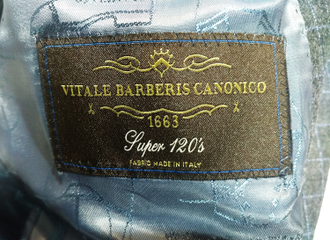 VITALE BARBERIS CANONICO
1663
Super 120's
FABRIC MADE IN ITALY